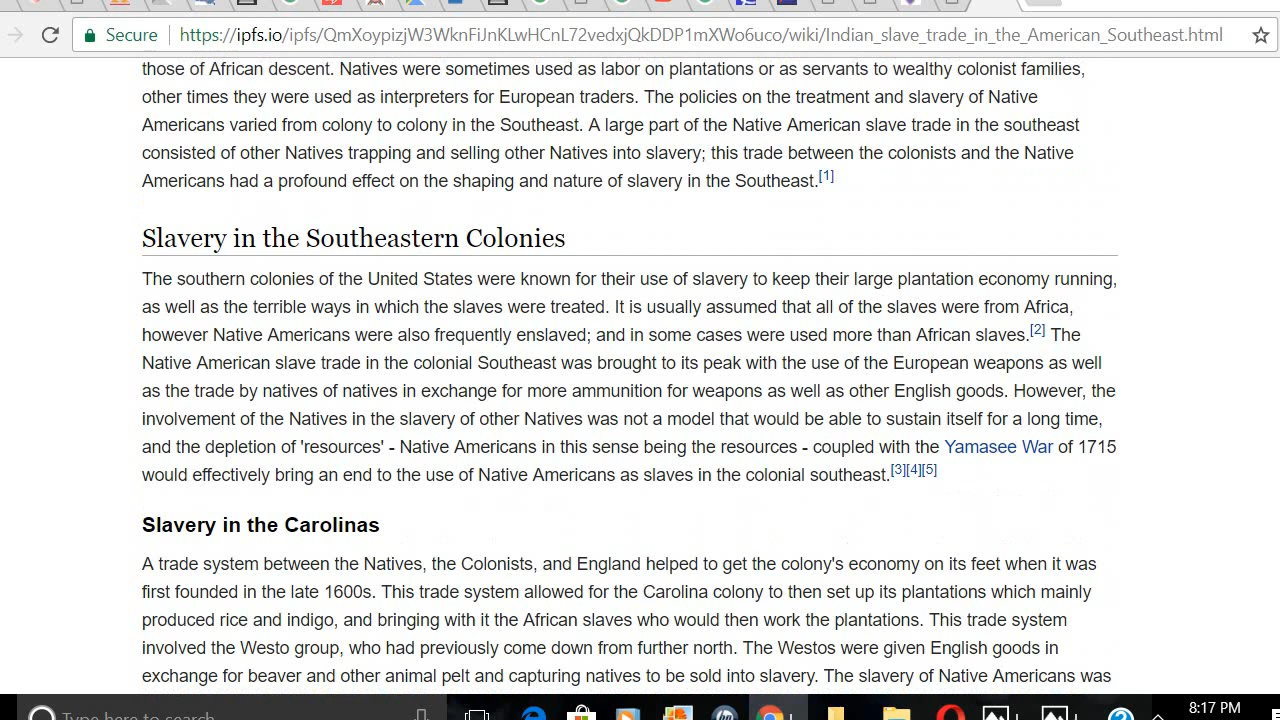 Secure https://ipfs.io/ipfs/QmXoypizjW3WknFiJnKLwHCnL72vedxjQkDDP1mXWo6uco/wiki/Indian_slave_trade_in_the_American_Southeast.html
those of African descent. Natives were sometimes used as labor on plantations or as servants to wealthy colonist families,
other times they were used as interpreters for European traders. The policies on the treatment and slavery of Native
Americans varied from colony to colony in the Southeast. A large part of the Native American slave trade in the southeast
consisted of other Natives trapping and selling other Natives into slavery; this trade between the colonists and the Native
Americans had a profound effect on the shaping and nature of slavery in the Southeast.[1]
Slavery in the Southeastern Colonies
The southern colonies of the United States were known for their use of slavery to keep their large plantation economy running,
as well as the terrible ways in which the slaves were treated. It is usually assumed that all of the slaves were from Africa,
however Native Americans were also frequently enslaved; and in some cases were used more than African slaves.[2] The
Native American slave trade in the colonial Southeast was brought to its peak with the use of the European weapons as well
as the trade by natives of natives in exchange for more ammunition for weapons as well as other English goods. However, the
involvement of the Natives in the slavery of other Natives was not a model that would be able to sustain itself for a long time,
and the depletion of 'resources' - Native Americans in this sense being the resources - coupled with the Yamasee War of 1715
would effectively bring an end to the use of Native Americans as slaves in the colonial southeast.[3][4][5]
Slavery in the Carolinas
A trade system between the Natives, the Colonists, and England helped to get the colony's economy on its feet when it was
first founded in the late 1600s. This trade system allowed for the Carolina colony to then set up its plantations which mainly
produced rice and indigo, and bringing with it the African slaves who would then work the plantations. This trade system
involved the Westo group, who had previously come down from further north. The Westos were given English goods in
exchange for beaver and other animal pelt and capturing natives to be sold into slavery. The slavery of Native Americans was
Type here to search
8:17 PM